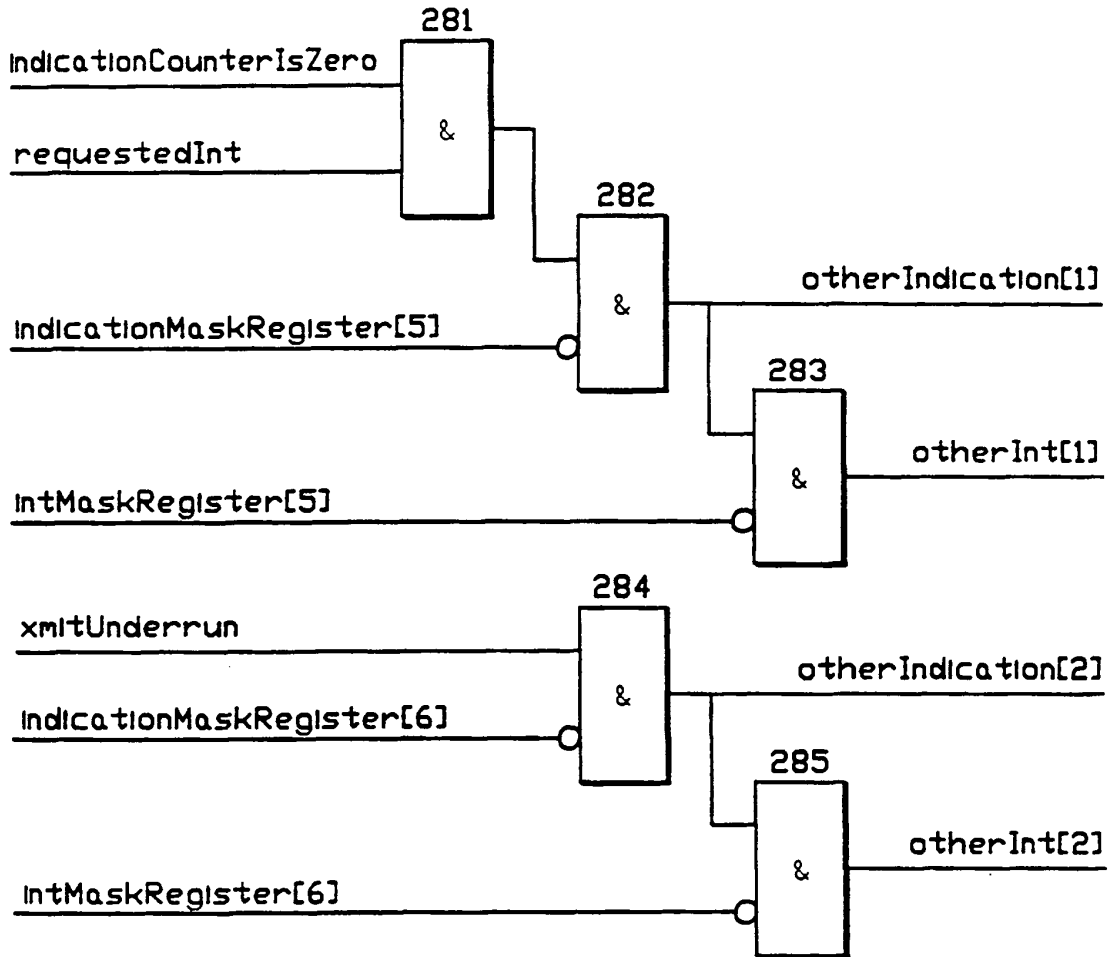 281
indicationCounterIsZero
&
requestedInt
282
otherIndication[1]
&
indicationMaskRegister[5]
283
otherInt[1]
&
intMaskRegister[5]
284
xmitUnderrun
otherIndication[2]
&
indicationMaskRegister[6]
285
otherInt[2]
&
intMaskRegister[6]